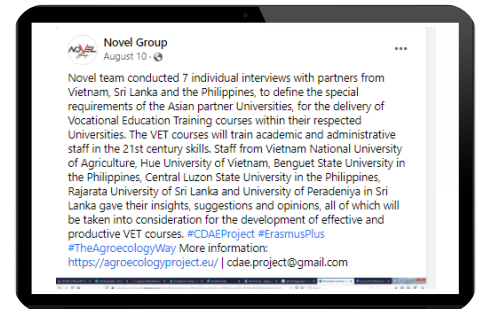 NOVEL
Novel Group
August 10 ·
Novel team conducted 7 individual interviews with partners from
Vietnam, Sri Lanka and the Philippines, to define the special
requirements of the Asian partner Universities, for the delivery of
Vocational Education Training courses within their respected
Universities. The VET courses will train academic and administrative
staff in the 21st century skills. Staff from Vietnam National University
of Agriculture, Hue University of Vietnam, Benguet State University in
the Philippines, Central Luzon State University in the Philippines,
Rajarata University of Sri Lanka and University of Peradeniya in Sri
Lanka gave their insights, suggestions and opinions, all of which will
be taken into consideration for the development of effective and
productive VET courses. #CDAEProject #ErasmusPlus
#TheAgroecologyWay More information:
https://agroecologyproject.eu/ | cdae.project@gmail.com